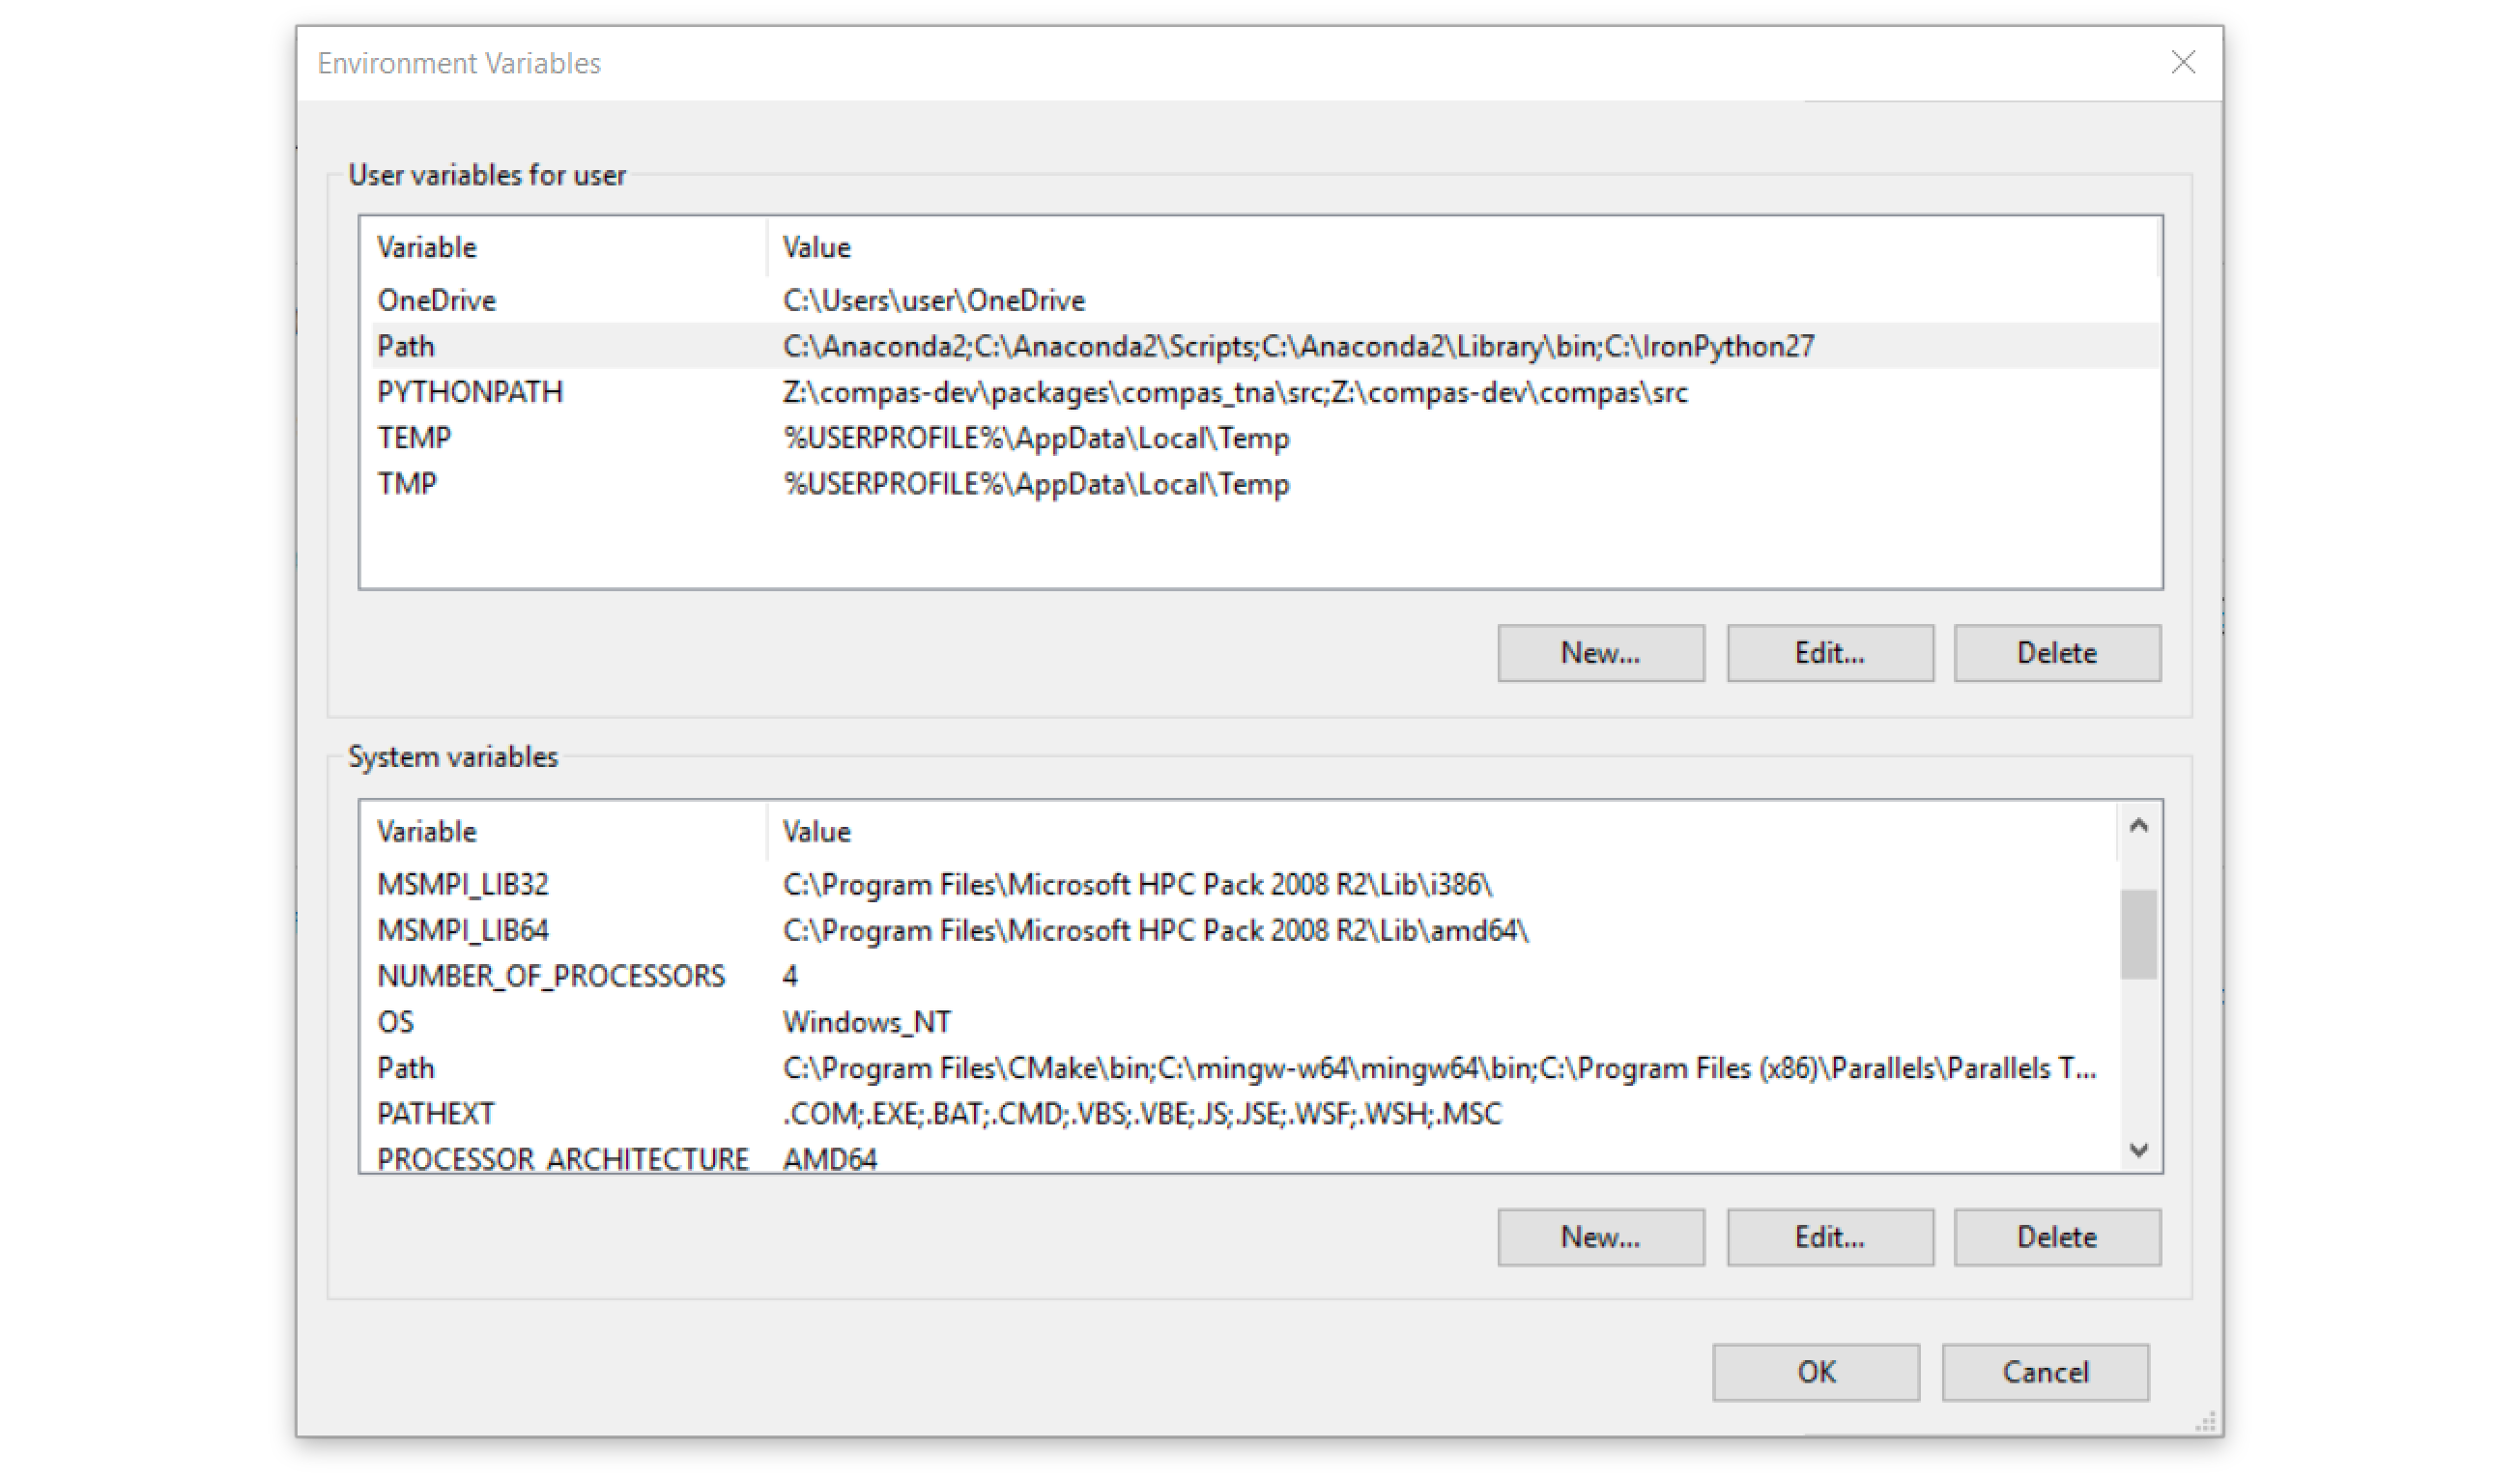 Environment Variables
User variables for user
Variable Value
OneDrive C:\Users\user\OneDrive
Path C:\Anaconda2;C:\Anaconda2\Scripts;C:\Anaconda2\Library\bin;C:\IronPython27
PYTHONPATH Z:\compas-dev\packages\compas_tna\src;Z:\compas-dev\compas\src
TEMP %USERPROFILE%\AppData\Local\Temp
TMP %USERPROFILE%\AppData\Local\Temp
New... Edit... Delete
System variables
Variable Value
MSMPI_LIB32 C:\Program Files\Microsoft HPC Pack 2008 R2\Lib\i386\
MSMPI_LIB64 C:\Program Files\Microsoft HPC Pack 2008 R2\Lib\amd64\
NUMBER_OF_PROCESSORS 4
OS Windows_NT
Path C:\Program Files\CMake\bin;C:\mingw-w64\mingw64\bin;C:\Program Files (x86)\Parallels\Parallels T...
PATHEXT .COM;.EXE;.BAT;.CMD;.VBS;.VBE;.JS;.JSE;.WSF;.WSH;.MSC
PROCESSOR_ARCHITECTURE AMD64
New... Edit... Delete
OK Cancel